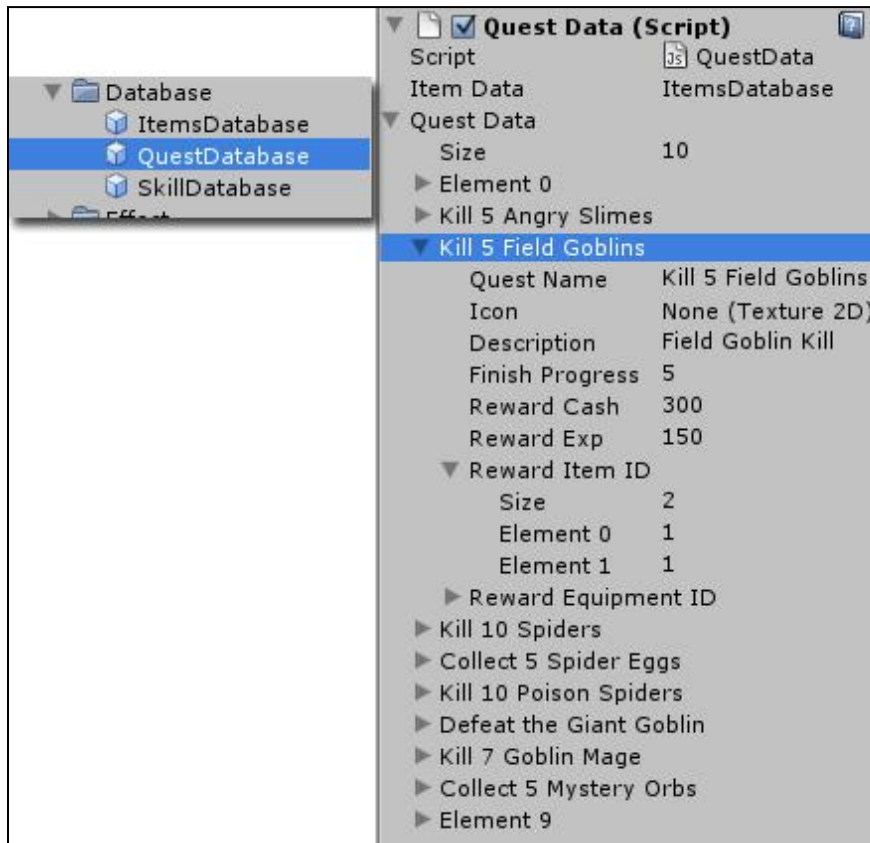 Database
ItemsDatabase
QuestDatabase
SkillDatabase
Effect
Quest Data (Script)
Script Js QuestData
Item Data ItemsDatabase
Quest Data
Size 10
Element 0
Kill 5 Angry Slimes
Kill 5 Field Goblins
Quest Name Kill 5 Field Goblins
Icon None (Texture 2D)
Description Field Goblin Kill
Finish Progress 5
Reward Cash 300
Reward Exp 150
Reward Item ID
Size 2
Element 0 1
Element 1 1
Reward Equipment ID
Kill 10 Spiders
Collect 5 Spider Eggs
Kill 10 Poison Spiders
Defeat the Giant Goblin
Kill 7 Goblin Mage
Collect 5 Mystery Orbs
Element 9